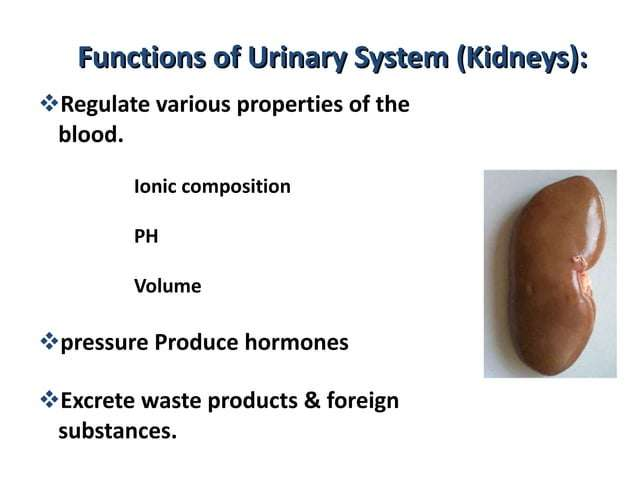 Functions of Urinary System (Kidneys):
❖Regulate various properties of the
blood.
Ionic composition
PH
Volume
❖pressure Produce hormones
❖Excrete waste products & foreign
substances.